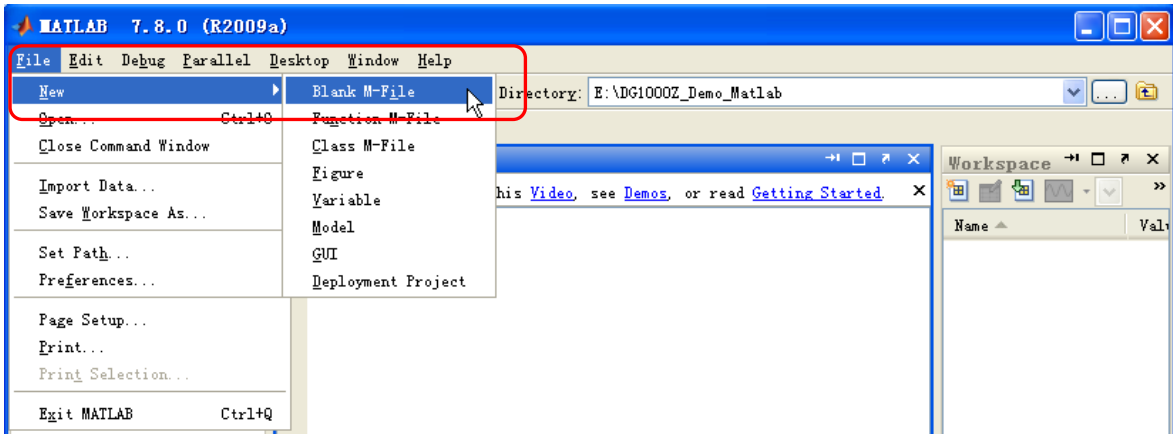 MATLAB 7.8.0 (R2009a)
File Edit Debug Parallel Desktop Window Help
New Blank M-File Directory: E:\DG1000Z_Demo_Matlab ...
Open... Ctrl+O Function M-File
Close Command Window Class M-File
Figure
Workspace
Import Data... Variable his Video, see Demos, or read Getting Started.
Save Workspace As... Model
Name Valu
Set Path... GUI
Preferences... Deployment Project
Page Setup...
Print...
Print Selection...
Exit MATLAB Ctrl+Q